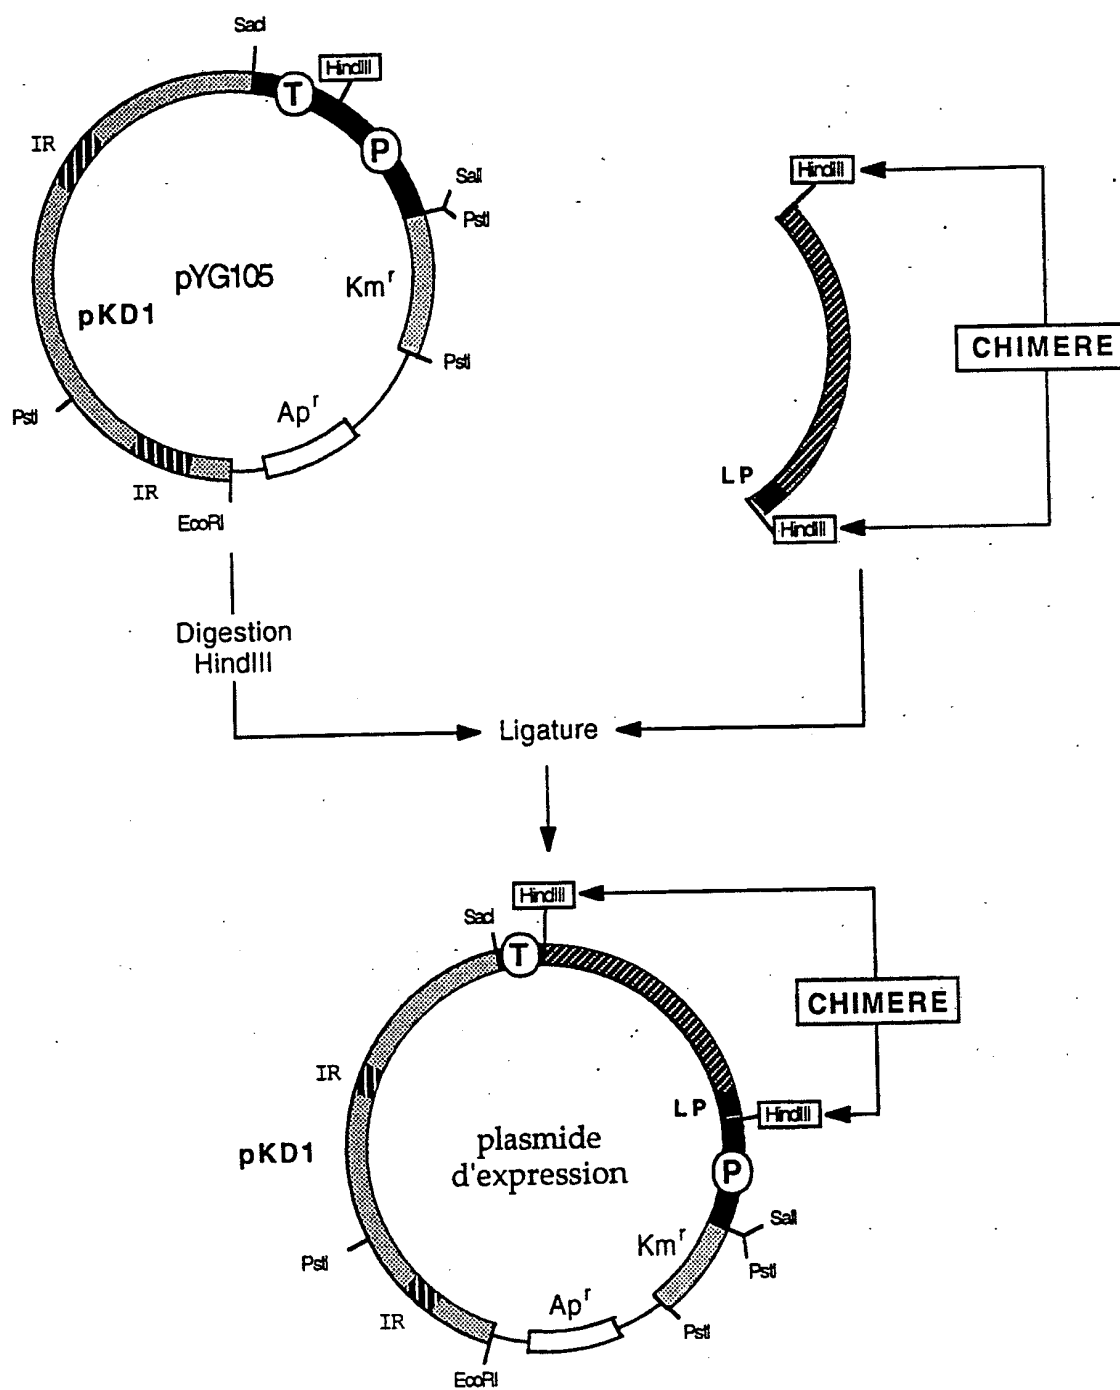 SacI
HindIII
T
IR
P
SalI
PstI
pYG105
Km^r
pKD1
PstI
PstI
Ap^r
IR
EcoRI
HindIII
CHIMERE
LP
HindIII
Digestion
HindIII
Ligature
HindIII
SacI
T
CHIMERE
IR
LP
HindIII
pKD1
plasmide
d'expression
P
SalI
Km^r
PstI
PstI
Ap^r
IR
PstI
EcoRI